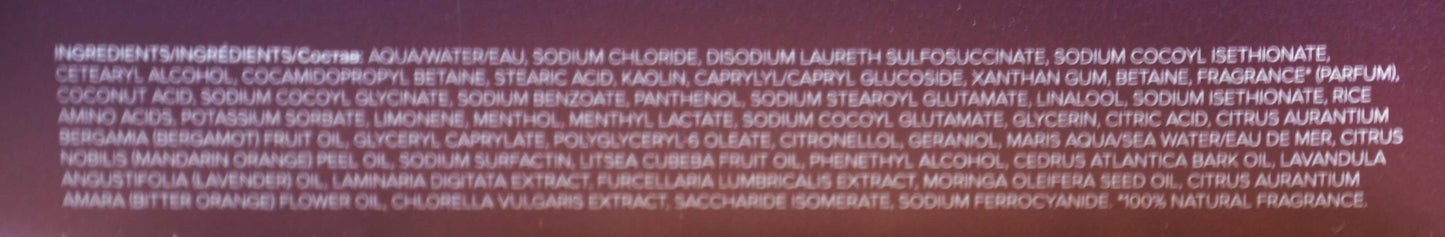 INGREDIENTS/INGRÉDIENTS/Состав: AQUA/WATER/EAU, SODIUM CHLORIDE, DISODIUM LAURETH SULFOSUCCINATE, SODIUM COCOYL ISETHIONATE,
CETEARYL ALCOHOL, COCAMIDOPROPYL BETAINE, STEARIC ACID, KAOLIN, CAPRYLYL/CAPRYL GLUCOSIDE, XANTHAN GUM, BETAINE, FRAGRANCE* (PARFUM),
COCONUT ACID, SODIUM COCOYL GLYCINATE, SODIUM BENZOATE, PANTHENOL, SODIUM STEAROYL GLUTAMATE, LINALOOL, SODIUM ISETHIONATE, RICE
AMINO ACIDS, POTASSIUM SORBATE, LIMONENE, MENTHOL, MENTHYL LACTATE, SODIUM COCOYL GLUTAMATE, GLYCERIN, CITRIC ACID, CITRUS AURANTIUM
BERGAMIA (BERGAMOT) FRUIT OIL, GLYCERYL CAPRYLATE, POLYGLYCERYL-6 OLEATE, CITRONELLOL, GERANIOL, MARIS AQUA/SEA WATER/EAU DE MER, CITRUS
NOBILIS (MANDARIN ORANGE) PEEL OIL, SODIUM SURFACTIN, LITSEA CUBEBA FRUIT OIL, PHENETHYL ALCOHOL, CEDRUS ATLANTICA BARK OIL, LAVANDULA
ANGUSTIFOLIA (LAVENDER) OIL, LAMINARIA DIGITATA EXTRACT, FURCELLARIA LUMBRICALIS EXTRACT, MORINGA OLEIFERA SEED OIL, CITRUS AURANTIUM
AMARA (BITTER ORANGE) FLOWER OIL, CHLORELLA VULGARIS EXTRACT, SACCHARIDE ISOMERATE, SODIUM FERROCYANIDE. *100% NATURAL FRAGRANCE.